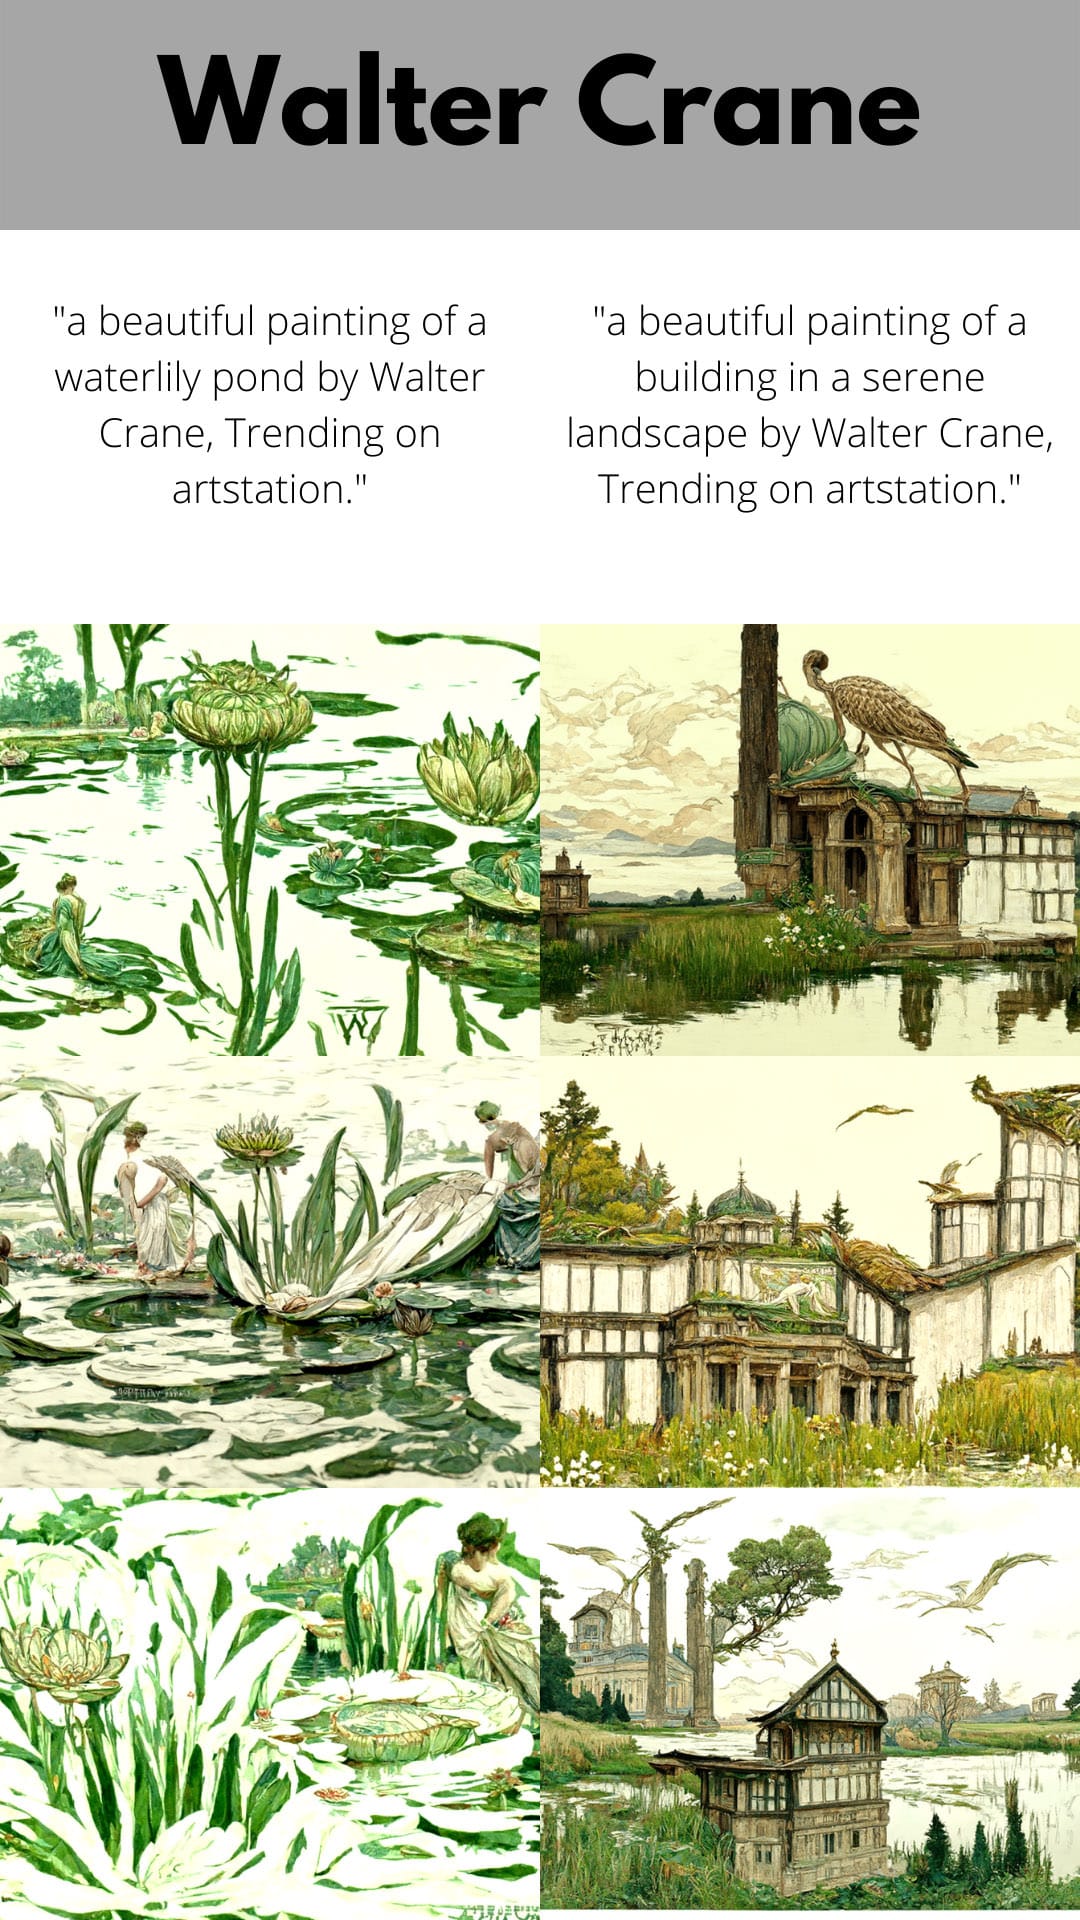 Walter Crane
"a beautiful painting of a
waterlily pond by Walter
Crane, Trending on
artstation."
"a beautiful painting of a
building in a serene
landscape by Walter Crane,
Trending on artstation."
W